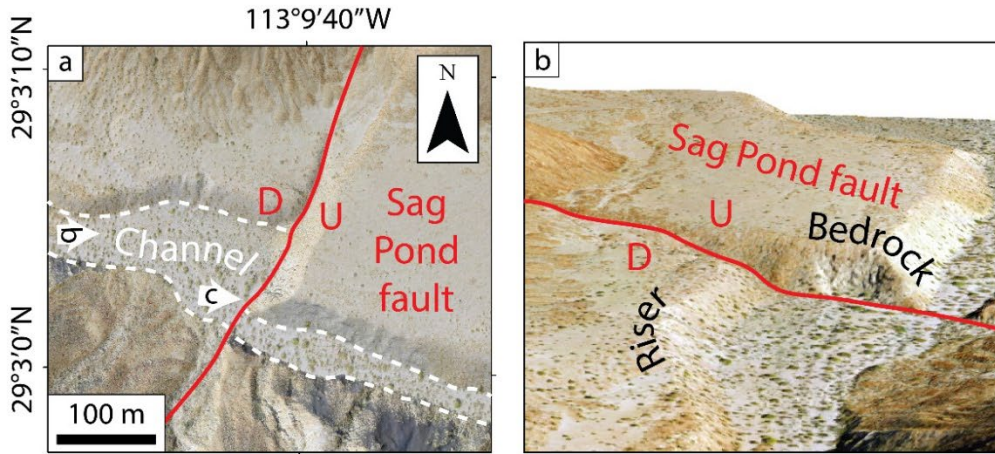 113°9'40"W
a
29°3'10"N
N
D
U
Sag
Pond
fault
b
Channel
c
29°3'0"N
100 m
b
Sag Pond fault
U
D
Bedrock
Riser